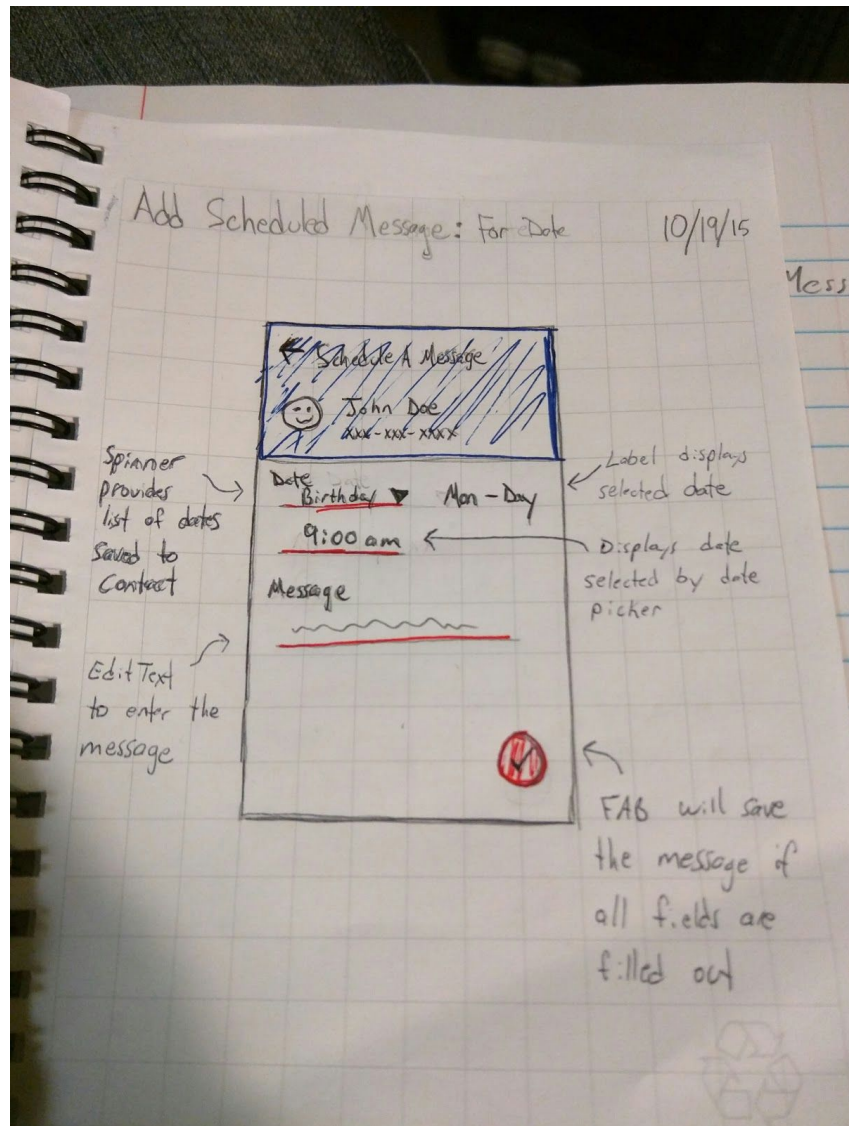 Add Scheduled Message: For Date
10/19/15
Mess
Schedule A Message
John Doe
xxx-xxx-xxxx
Spinner
provides
list of dates
saved to
Contact
Date
Birthday ▼ Mon-Day
9:00 am
Message
Label displays
selected date
Displays date
selected by date
picker
Edit Text
to enter the
message
FAB will save
the message if
all fields are
filled out